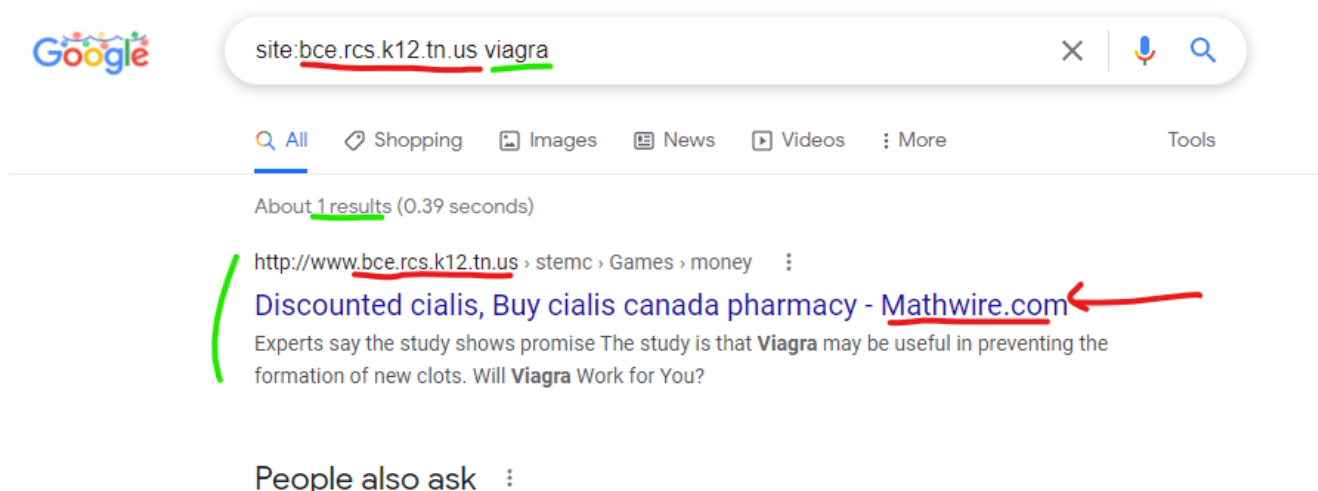 Google
site:bce.rcs.k12.tn.us viagra
All Shopping Images News Videos More Tools
About 1 results (0.39 seconds)
http://www.bce.rcs.k12.tn.us › stemc › Games › money
Discounted cialis, Buy cialis canada pharmacy - Mathwire.com
Experts say the study shows promise The study is that Viagra may be useful in preventing the
formation of new clots. Will Viagra Work for You?
People also ask